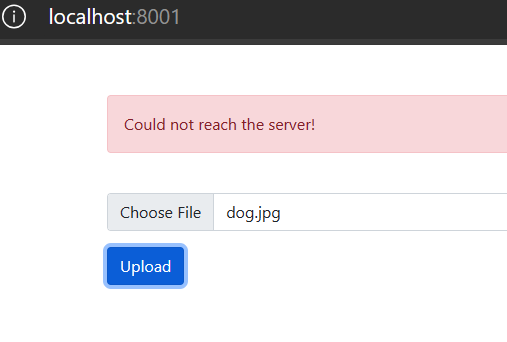 localhost:8001
Could not reach the server!
Choose File dog.jpg
Upload